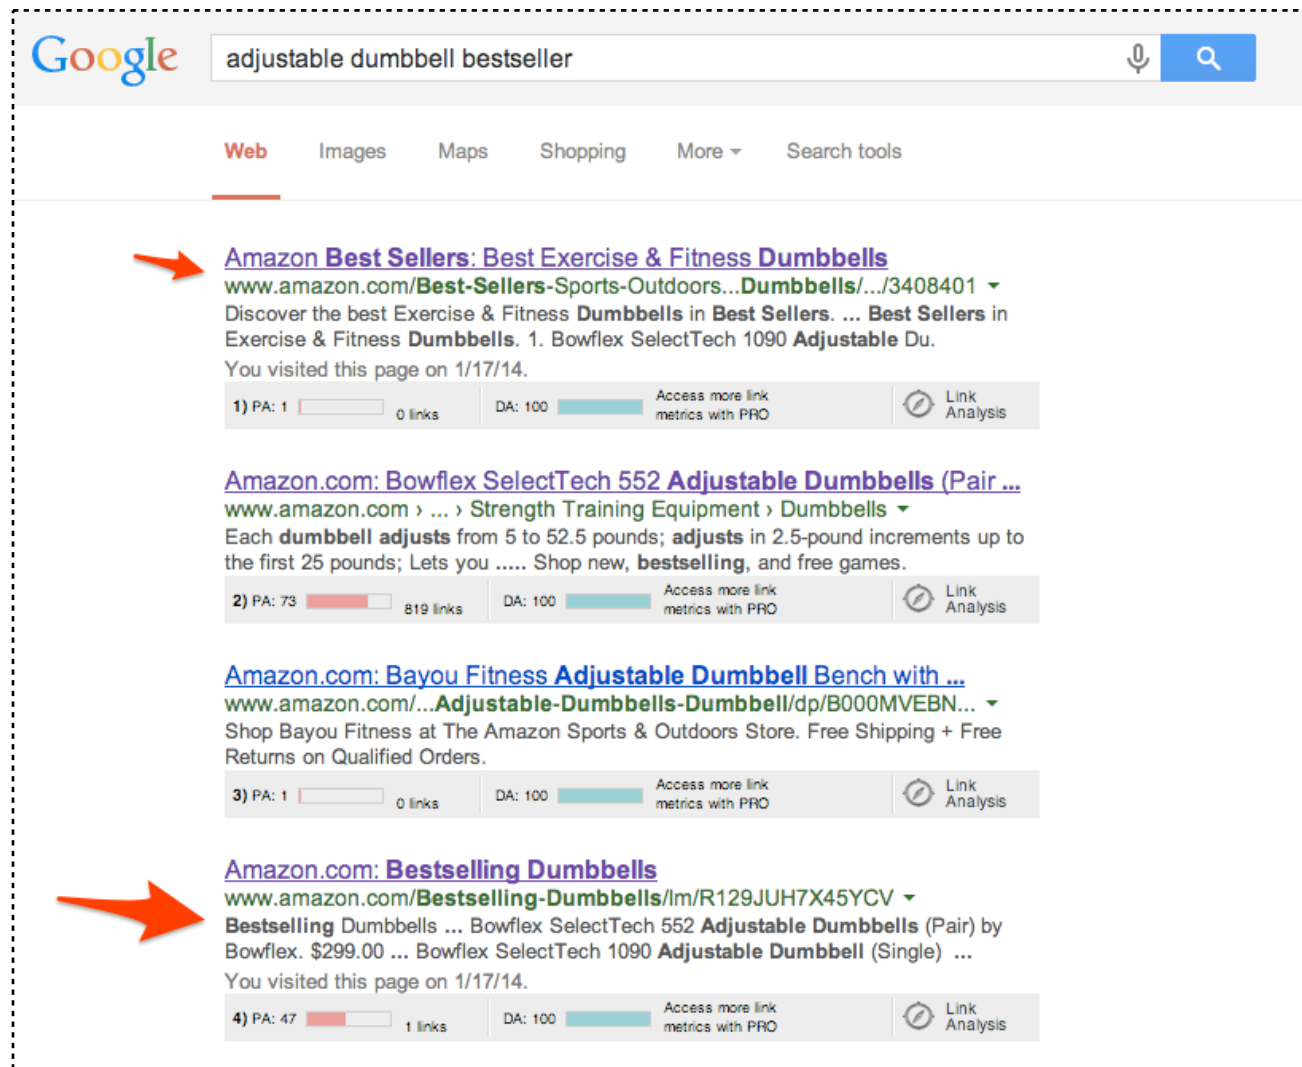 Google
adjustable dumbbell bestseller
Web Images Maps Shopping More Search tools
Amazon Best Sellers: Best Exercise & Fitness Dumbbells
www.amazon.com/Best-Sellers-Sports-Outdoors...Dumbbells/.../3408401
Discover the best Exercise & Fitness Dumbbells in Best Sellers. ... Best Sellers in
Exercise & Fitness Dumbbells. 1. Bowflex SelectTech 1090 Adjustable Du.
You visited this page on 1/17/14.
1) PA: 1 0 links DA: 100 Access more link metrics with PRO Link Analysis
Amazon.com: Bowflex SelectTech 552 Adjustable Dumbbells (Pair ...
www.amazon.com › ... › Strength Training Equipment › Dumbbells
Each dumbbell adjusts from 5 to 52.5 pounds; adjusts in 2.5-pound increments up to
the first 25 pounds; Lets you ..... Shop new, bestselling, and free games.
2) PA: 73 819 links DA: 100 Access more link metrics with PRO Link Analysis
Amazon.com: Bayou Fitness Adjustable Dumbbell Bench with ...
www.amazon.com/...Adjustable-Dumbbells-Dumbbell/dp/B000MVEBN...
Shop Bayou Fitness at The Amazon Sports & Outdoors Store. Free Shipping + Free
Returns on Qualified Orders.
3) PA: 1 0 links DA: 100 Access more link metrics with PRO Link Analysis
Amazon.com: Bestselling Dumbbells
www.amazon.com/Bestselling-Dumbbells/lm/R129JUH7X45YCV
Bestselling Dumbbells ... Bowflex SelectTech 552 Adjustable Dumbbells (Pair) by
Bowflex. $299.00 ... Bowflex SelectTech 1090 Adjustable Dumbbell (Single) ...
You visited this page on 1/17/14.
4) PA: 47 1 links DA: 100 Access more link metrics with PRO Link Analysis